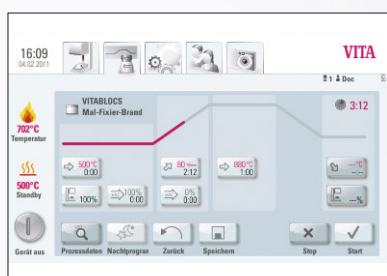 16:09
04.02.2011
VITA
1 Doc
VITABLOCS
Mal-Fixier-Brand
3:12
702°C
Temperatur
500°C
Standby
500°C
0:00
80
2:12
880°C
1:00
--°C
--:--
100%
100%
0:00
0%
0:00
--%
Gerät aus
Prozessdaten
Nachtprograr
Zurück
Speichern
Stop
Start